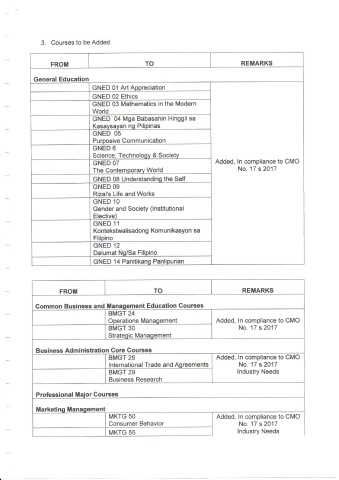 3. Courses to be Added
FROM TO REMARKS
General Education
GNED 01 Art Appreciation
GNED 02 Ethics
GNED 03 Mathematics in the Modern
World
GNED 04 Mga Babasahin Hinggil sa
Kasaysayan ng Pilipinas
GNED 05
Purposive Communication
GNED 6
Science, Technology & Society
GNED 07
The Contemporary World
GNED 08 Understanding the Self
GNED 09
Rizal's Life and Works
GNED 10
Gender and Society (Institutional
Elective)
GNED 11
Kontekstwalisadong Komunikasyon sa
Filipino
GNED 12
Dalumat Ng/Sa Filipino
GNED 14 Panitikang Panlipunan
Added, In compliance to CMO
No. 17 s 2017
FROM TO REMARKS
Common Business and Management Education Courses
BMGT 24
Operations Management
BMGT 30
Strategic Management
Added, In compliance to CMO
No. 17 s 2017
Business Administration Core Courses
BMGT 26
International Trade and Agreements
BMGT 29
Business Research
Added, In compliance to CMO
No. 17 s 2017
Industry Needs
Professional Major Courses
Marketing Management
MKTG 50
Consumer Behavior
MKTG 55
Added, In compliance to CMO
No. 17 s 2017
Industry Needs